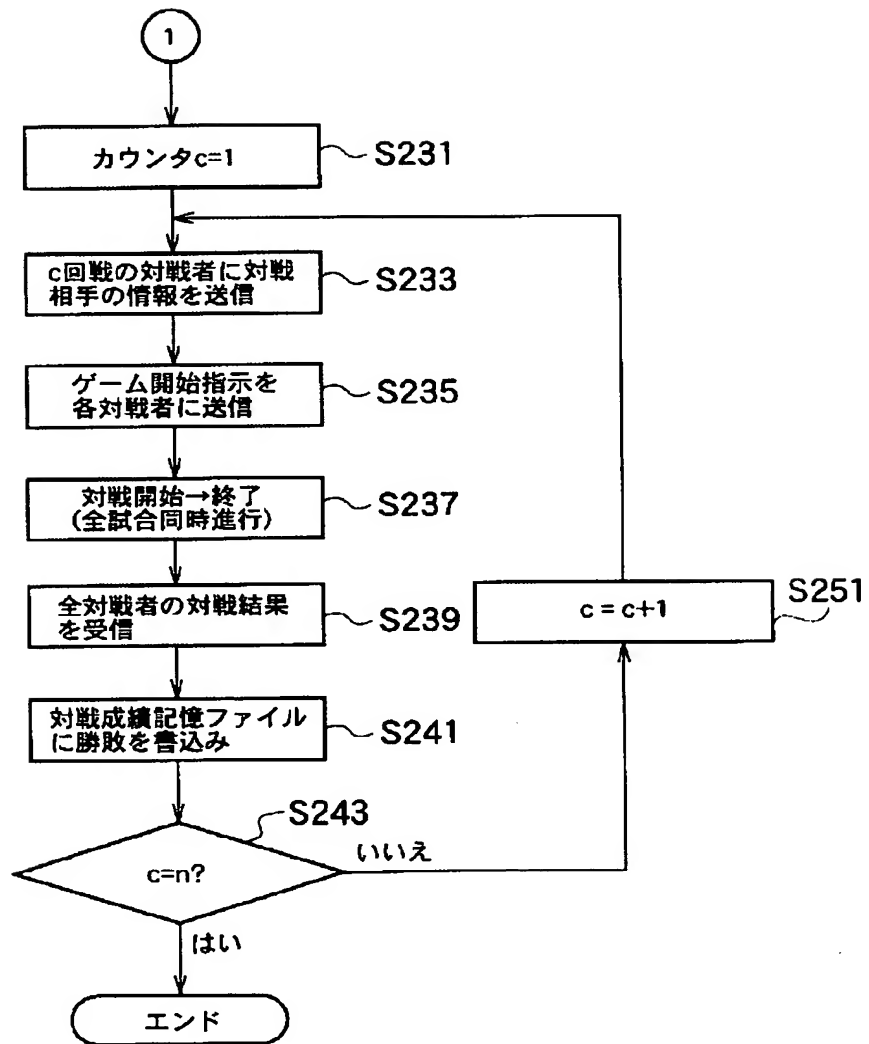 1
カウンタc=1
S231
c回戦の対戦者に対戦
相手の情報を送信
S233
ゲーム開始指示を
各対戦者に送信
S235
対戦開始→終了
(全試合同時進行)
S237
全対戦者の対戦結果
を受信
S239
c=c+1
S251
対戦成績記憶ファイル
に勝敗を書込み
S241
S243
c=n?
いいえ
はい
エンド